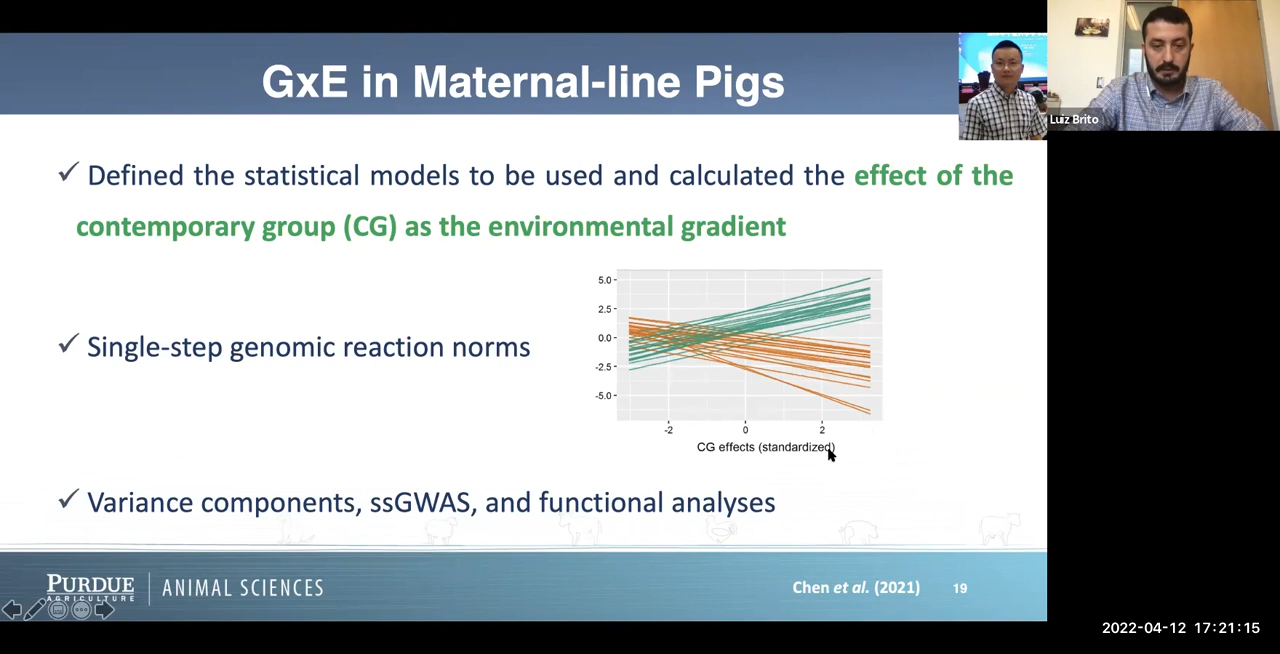 GxE in Maternal-line Pigs
Luiz Brito
✓ Defined the statistical models to be used and calculated the effect of the
contemporary group (CG) as the environmental gradient
5.0
2.5
0.0
-2.5
-5.0
-2 0 2
CG effects (standardized)
✓ Single-step genomic reaction norms
✓ Variance components, ssGWAS, and functional analyses
PURDUE
AGRICULTURE
ANIMAL SCIENCES
Chen et al. (2021) 19
2022-04-12 17:21:15